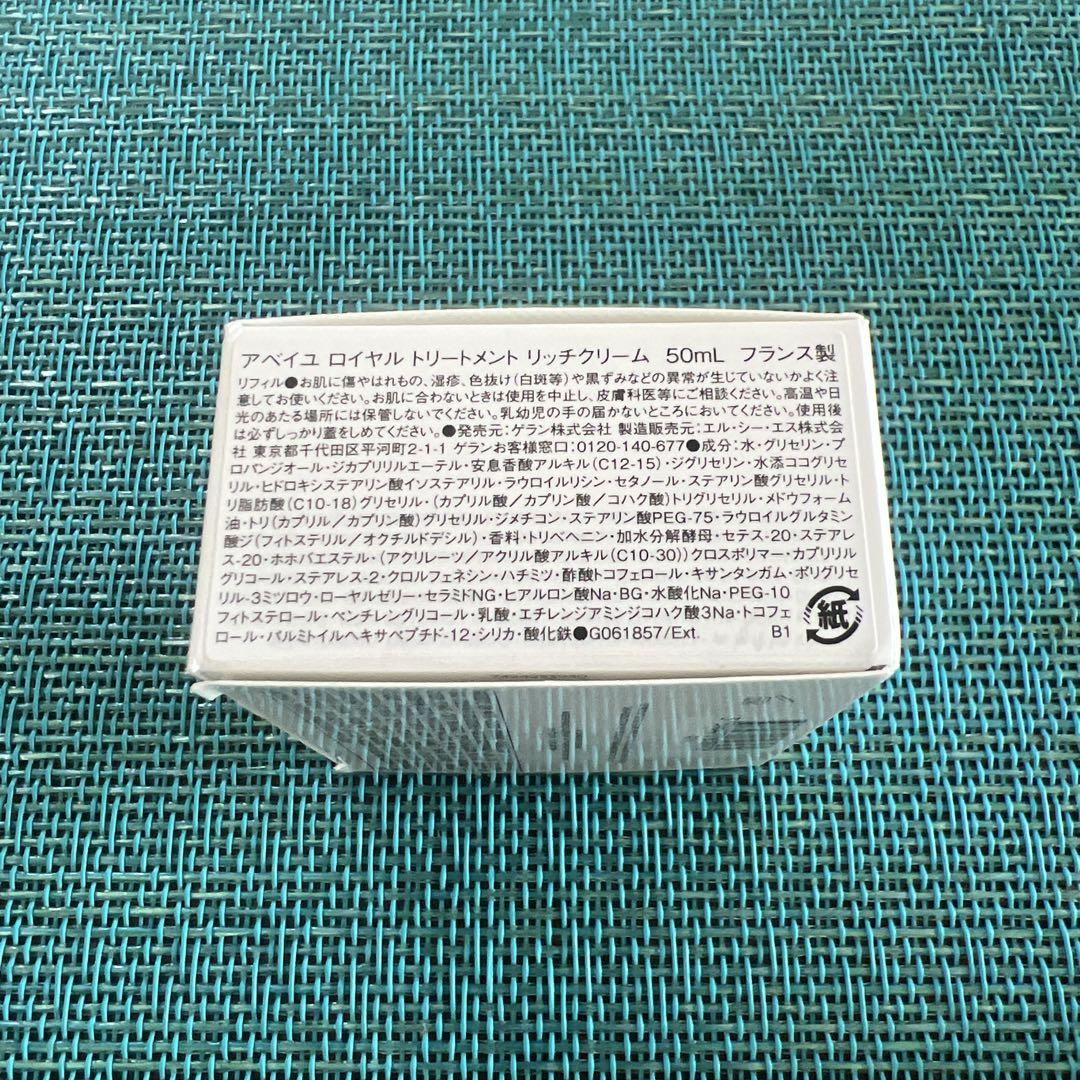 アベイユ ロイヤル トリートメント リッチクリーム 50mL フランス製
リフィル●お肌に傷やはれもの、湿疹、色抜け(白斑等)や黒ずみなどの異常が生じていないかよく注
意してお使いください。お肌に合わないときは使用を中止し、皮膚科医等にご相談ください。高温や日
光のあたる場所には保管しないでください。乳幼児の手の届かないところにおいてください。使用後
は必ずしっかり蓋をしめてください。●発売元:ゲラン株式会社 製造販売元:エル・シー・エス株式会
社 東京都千代田区平河町2-1-1 ゲランお客様窓口:0120-140-677●成分:水・グリセリン・プ
ロパンジオール・ジカプリリルエーテル・安息香酸アルキル(C12-15)・ジグリセリン・水添ココグリセ
リル・ヒドロキシステアリン酸イソステアリル・ラウロイルリシン・セタノール・ステアリン酸グリセリル・ト
リ脂肪酸(C10-18)グリセリル・(カプリル酸/カプリン酸/コハク酸)トリグリセリル・メドウフォーム
油・トリ(カプリル/カプリン酸)グリセリル・ジメチコン・ステアリン酸PEG-75・ラウロイルグルタミン
酸ジ(フィトステリル/オクチルドデシル)・香料・トリベヘニン・加水分解酵母・セテス-20・ステアレ
ス-20・ホホバエステル・(アクリレーツ/アクリル酸アルキル(C10-30))クロスポリマー・カプリリル
グリコール・ステアレス-2・クロルフェネシン・ハチミツ・酢酸トコフェロール・キサンタンガム・ポリグリセ
リル-3ミツロウ・ローヤルゼリー・セラミドNG・ヒアルロン酸Na・BG・水酸化Na・PEG-10
フィトステロール・ペンチレングリコール・乳酸・エチレンジアミンジコハク酸3Na・トコフェ
ロール・パルミトイルヘキサペプチド-12・シリカ・酸化鉄●G061857/Ext. B1
紙